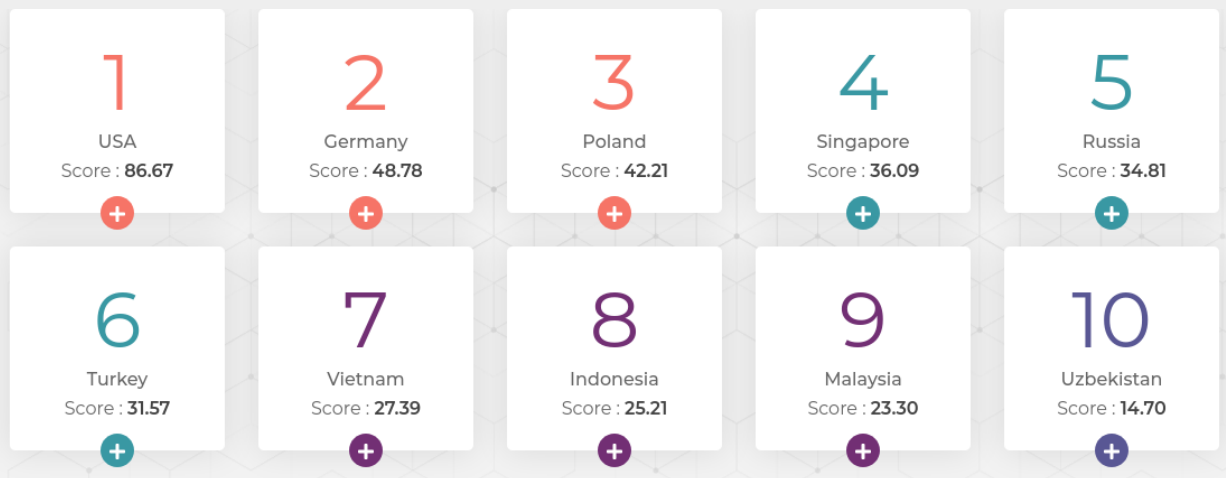 1
USA
Score : 86.67
2
Germany
Score : 48.78
3
Poland
Score : 42.21
4
Singapore
Score : 36.09
5
Russia
Score : 34.81
6
Turkey
Score : 31.57
7
Vietnam
Score : 27.39
8
Indonesia
Score : 25.21
9
Malaysia
Score : 23.30
10
Uzbekistan
Score : 14.70